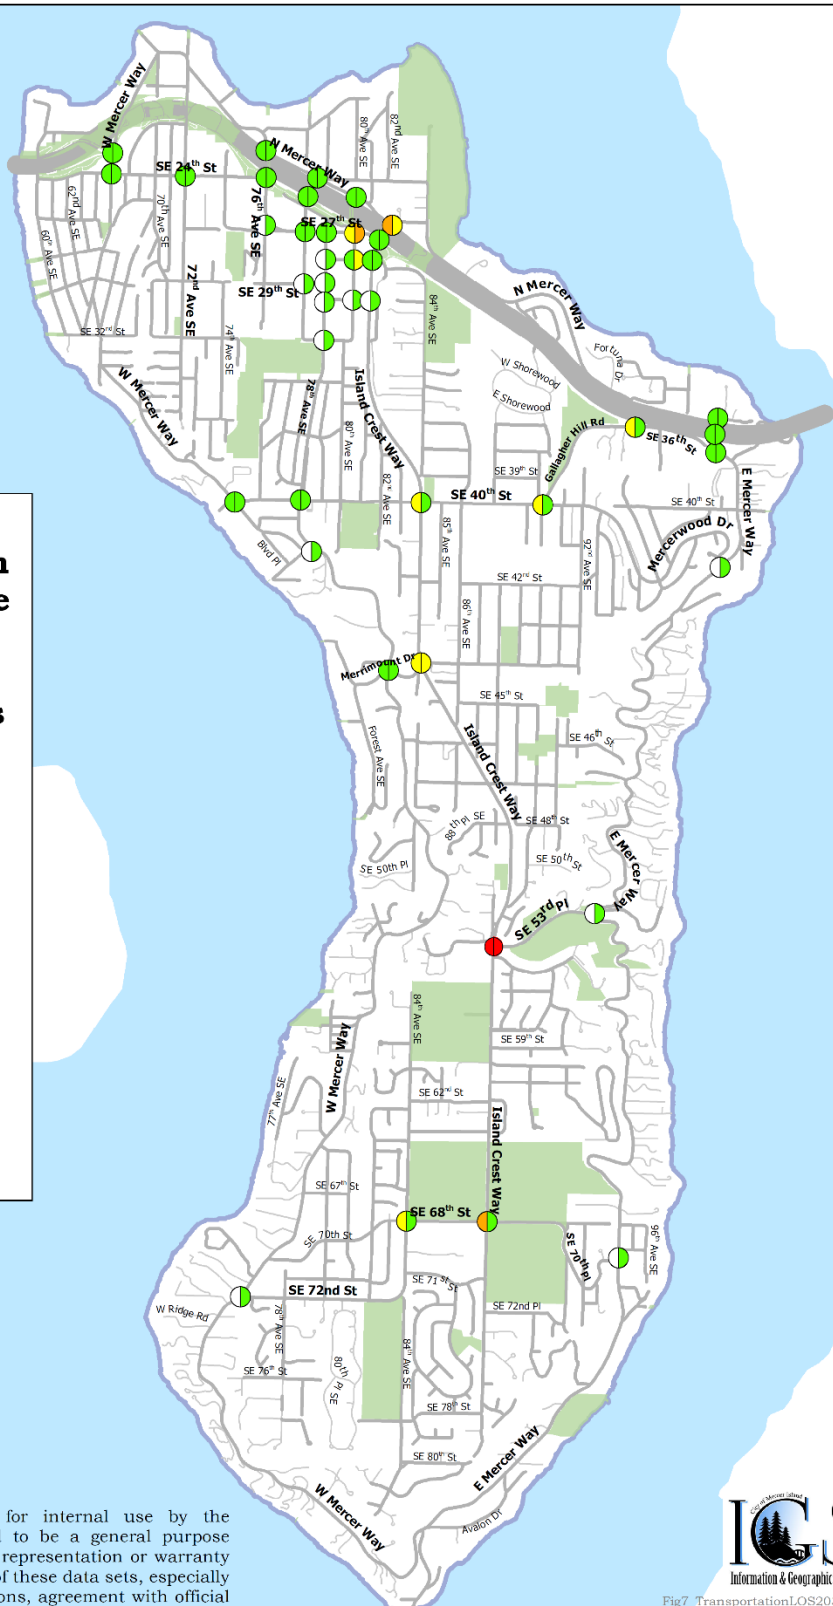 W Mercer Way
N Mercer Way
80th Ave SE
82nd Ave SE
SE 24th St
62nd Ave SE
70th Ave SE
76th Ave SE
SE 27th St
60th Ave SE
72nd Ave SE
SE 29th St
84th Ave SE
N Mercer Way
SE 32nd St
74th Ave SE
Fortuna Dr
W Shorewood
E Shorewood
W Mercer Way
78th Ave SE
Island Crest Way
80th Ave SE
Gallagher Hill Rd
SE 36th St
SE 39th St
82nd Ave SE
SE 40th St
SE 40th St
E Mercer Way
85th Ave SE
Mercerwood Dr
Blvd Pl
92nd Ave SE
SE 42nd St
86th Ave SE
n
e
Merrimount Dr
SE 45th St
s
Forest Ave SE
Island Crest Way
SE 46th St
88th Pl SE
SE 48th St
SE 50th Pl
SE 50th St
E Mercer Way
SE 53rd Pl
84th Ave SE
W Mercer Way
SE 59th St
77th Ave SE
SE 62nd St
Island Crest Way
SE 67th St
SE 68th St
SE 70th St
SE 70th Pl
96th Ave SE
SE 71st St
SE 72nd St
SE 72nd Pl
W Ridge Rd
78th Ave SE
84th Ave SE
SE 76th St
80th Pl SE
SE 78th St
SE 80th St
E Mercer Way
W Mercer Way
Avalon Dr
for internal use by the
to be a general purpose
representation or warranty
of these data sets, especially
ons, agreement with official
City of Mercer Island
IGS
Information & Geographic
Fig7_TransportationLOS20